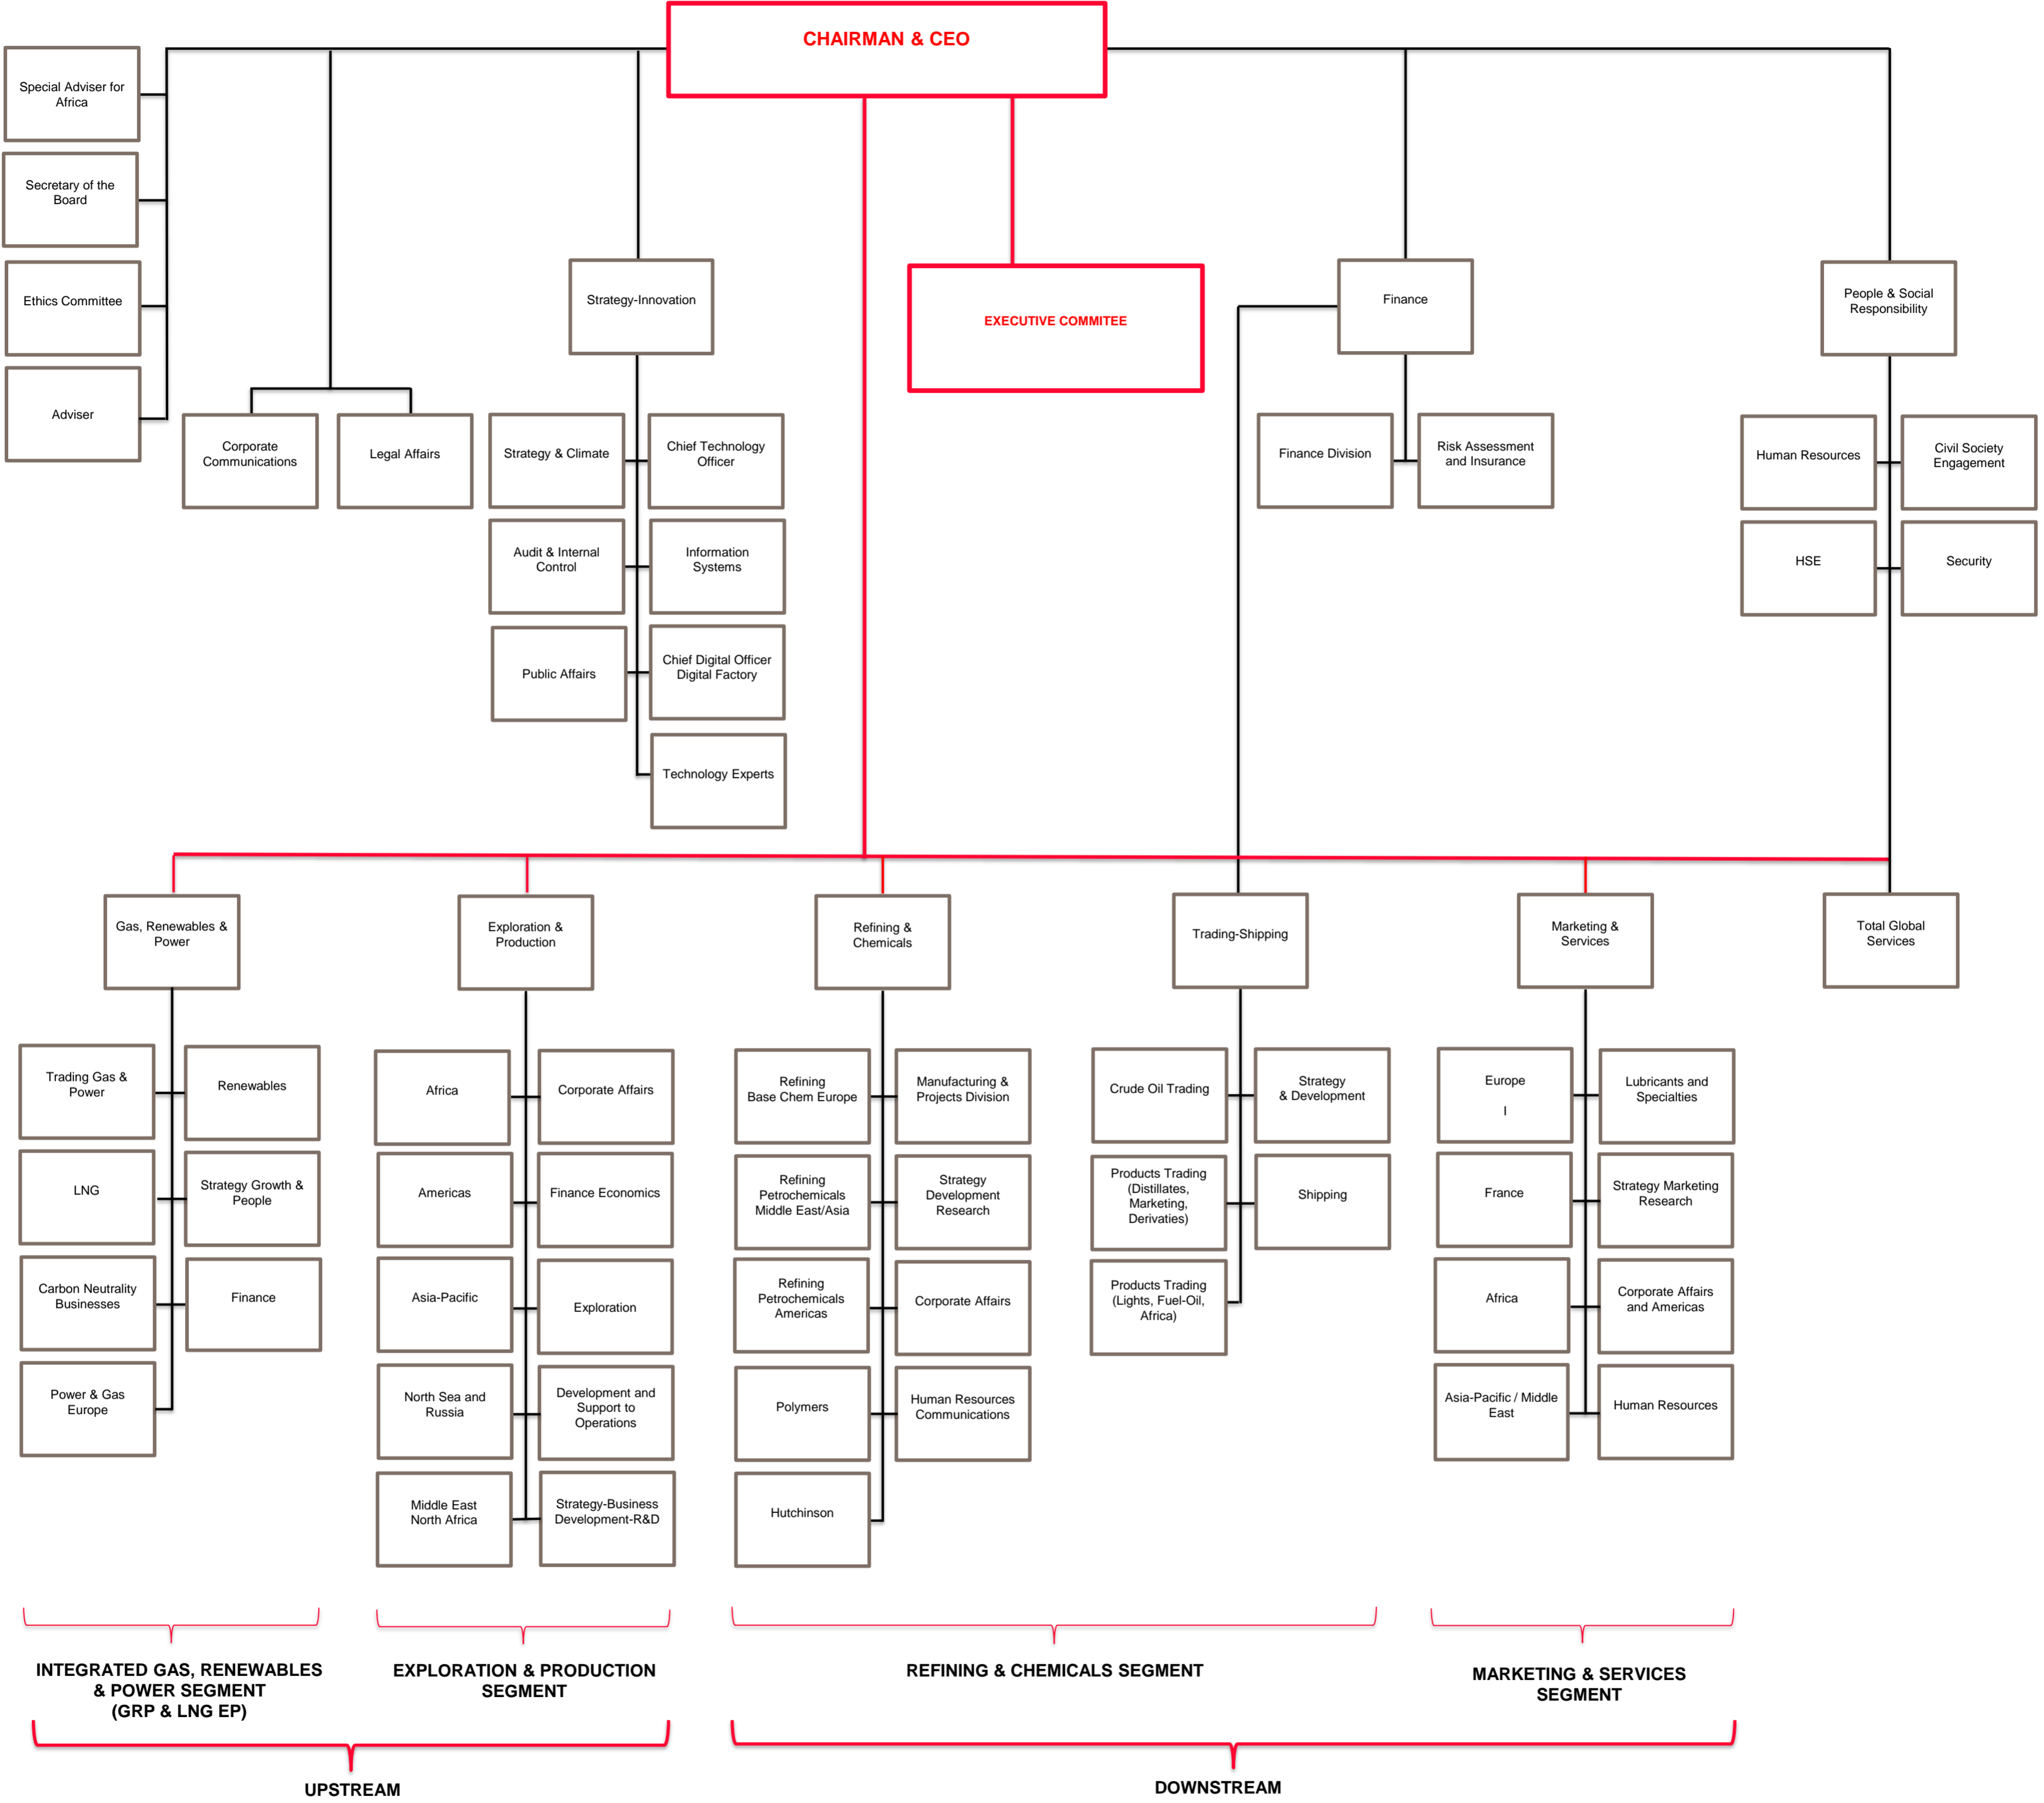 CHAIRMAN & CEO
Special Adviser for
Africa
Secretary of the
Board
Ethics Committee
Adviser
Strategy-Innovation
EXECUTIVE COMMITEE
Finance
People & Social
Responsibility
Corporate
Communications
Legal Affairs
Strategy & Climate
Chief Technology
Officer
Audit & Internal
Control
Information
Systems
Public Affairs
Chief Digital Officer
Digital Factory
Technology Experts
Finance Division
Risk Assessment
and Insurance
Human Resources
Civil Society
Engagement
HSE
Security
Gas, Renewables &
Power
Exploration &
Production
Refining &
Chemicals
Trading-Shipping
Marketing &
Services
Total Global
Services
Trading Gas &
Power
Renewables
LNG
Strategy Growth &
People
Carbon Neutrality
Businesses
Finance
Power & Gas
Europe
Africa
Corporate Affairs
Americas
Finance Economics
Asia-Pacific
Exploration
North Sea and
Russia
Development and
Support to
Operations
Middle East
North Africa
Strategy-Business
Development-R&D
Refining
Base Chem Europe
Manufacturing &
Projects Division
Refining
Petrochemicals
Middle East/Asia
Strategy
Development
Research
Refining
Petrochemicals
Americas
Corporate Affairs
Polymers
Human Resources
Communications
Hutchinson
Crude Oil Trading
Strategy
& Development
Products Trading
(Distillates,
Marketing,
Derivaties)
Shipping
Products Trading
(Lights, Fuel-Oil,
Africa)
Europe
I
Lubricants and
Specialties
France
Strategy Marketing
Research
Africa
Corporate Affairs
and Americas
Asia-Pacific / Middle
East
Human Resources
INTEGRATED GAS, RENEWABLES
& POWER SEGMENT
(GRP & LNG EP)
EXPLORATION & PRODUCTION
SEGMENT
REFINING & CHEMICALS SEGMENT
MARKETING & SERVICES
SEGMENT
UPSTREAM
DOWNSTREAM